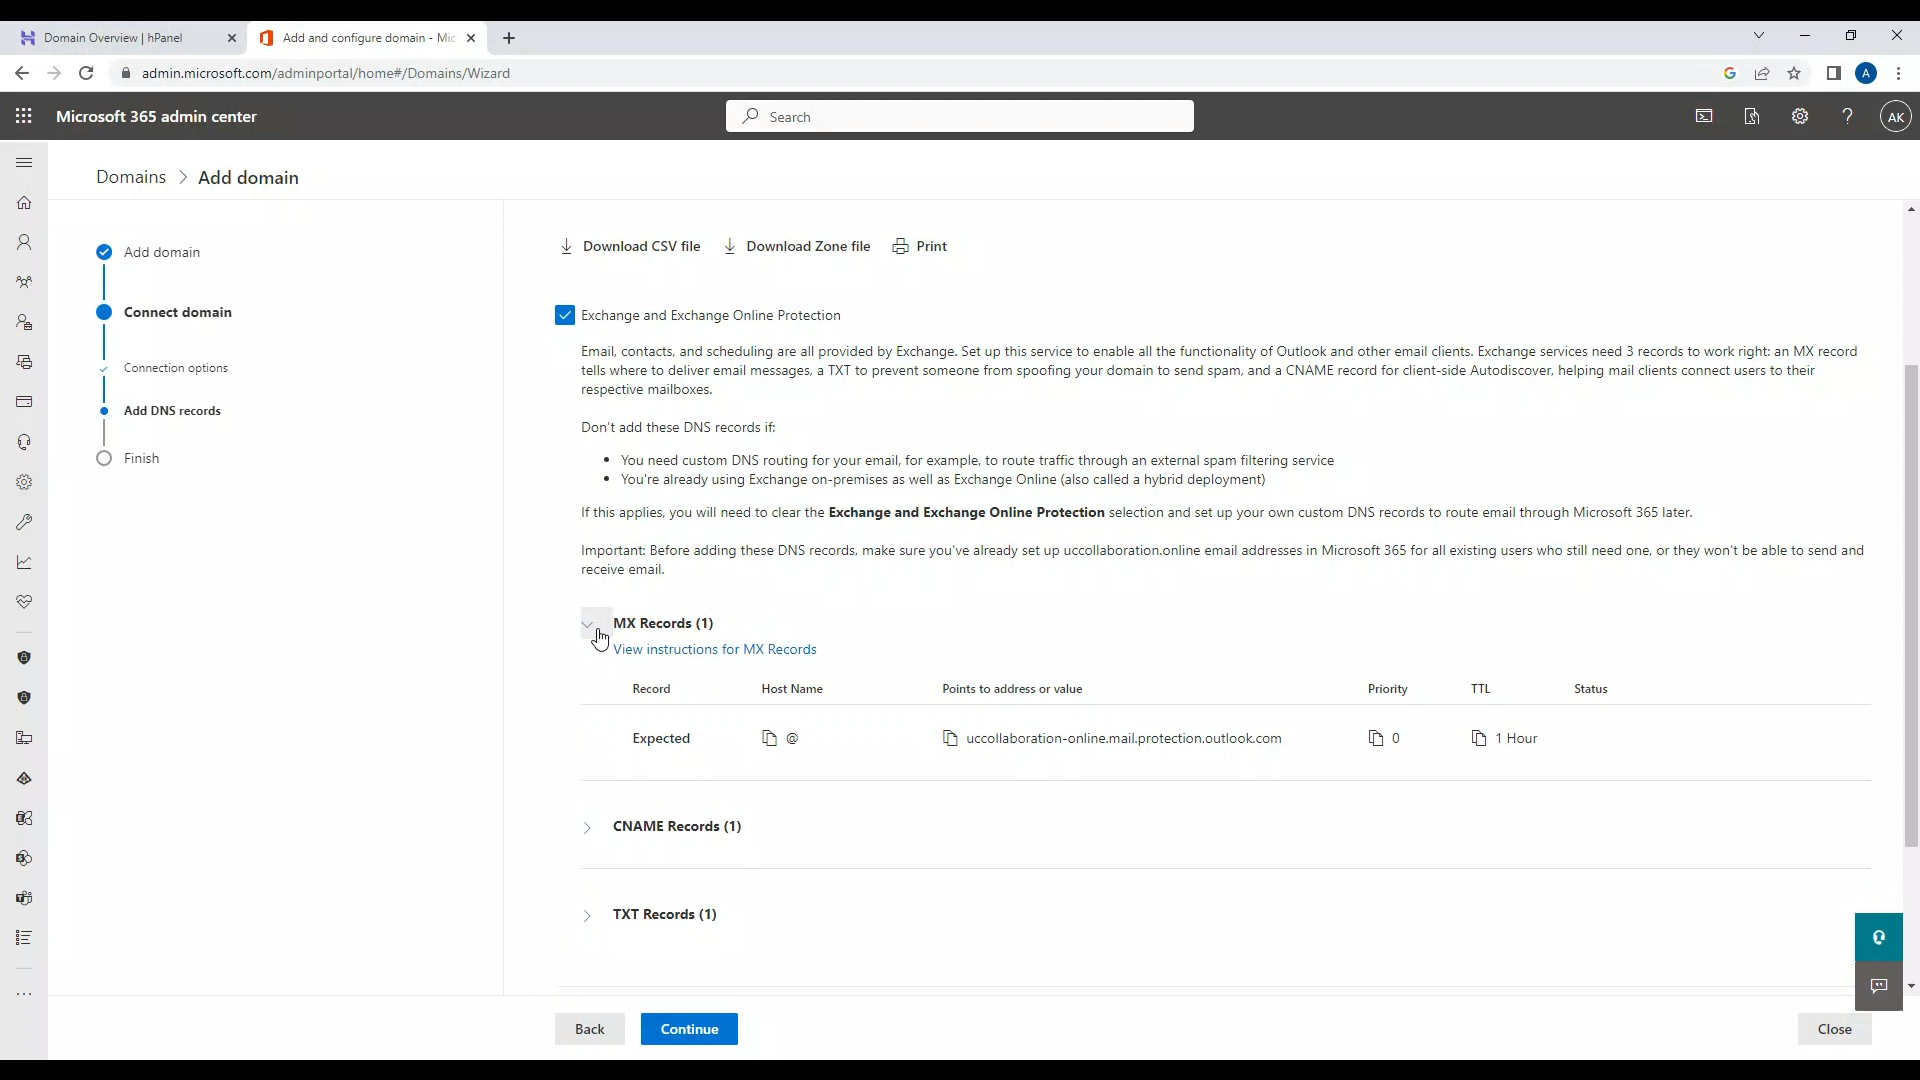 Domain Overview | hPanel
Add and configure domain - Mic
admin.microsoft.com/adminportal/home#/Domains/Wizard
A
Microsoft 365 admin center
Search
AK
Domains > Add domain
Add domain
Connect domain
Connection options
Add DNS records
Finish
Download CSV file
Download Zone file
Print
Exchange and Exchange Online Protection
Email, contacts, and scheduling are all provided by Exchange. Set up this service to enable all the functionality of Outlook and other email clients. Exchange services need 3 records to work right: an MX record
tells where to deliver email messages, a TXT to prevent someone from spoofing your domain to send spam, and a CNAME record for client-side Autodiscover, helping mail clients connect users to their
respective mailboxes.
Don't add these DNS records if:
• You need custom DNS routing for your email, for example, to route traffic through an external spam filtering service
• You're already using Exchange on-premises as well as Exchange Online (also called a hybrid deployment)
If this applies, you will need to clear the Exchange and Exchange Online Protection selection and set up your own custom DNS records to route email through Microsoft 365 later.
Important: Before adding these DNS records, make sure you've already set up uccollaboration.online email addresses in Microsoft 365 for all existing users who still need one, or they won't be able to send and
receive email.
MX Records (1)
View instructions for MX Records
Record Host Name Points to address or value Priority TTL Status
Expected @ uccollaboration-online.mail.protection.outlook.com 0 1 Hour
CNAME Records (1)
TXT Records (1)
Back
Continue
Close